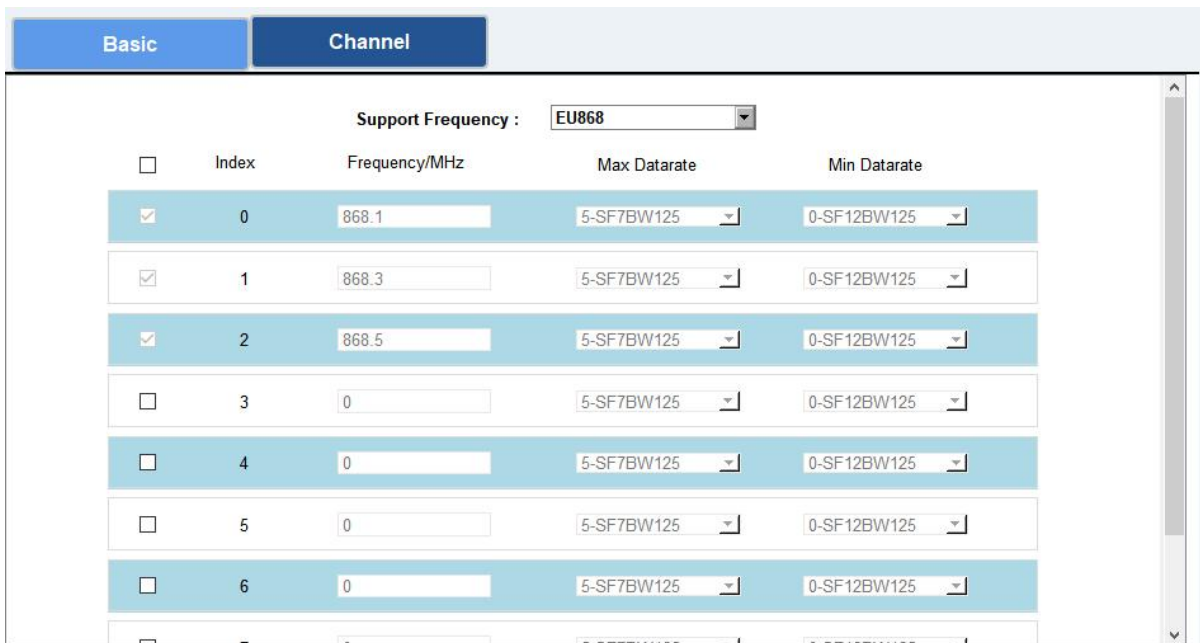 Basic Channel
Support Frequency : EU868
Index Frequency/MHz Max Datarate Min Datarate
0 868.1 5-SF7BW125 0-SF12BW125
1 868.3 5-SF7BW125 0-SF12BW125
2 868.5 5-SF7BW125 0-SF12BW125
3 0 5-SF7BW125 0-SF12BW125
4 0 5-SF7BW125 0-SF12BW125
5 0 5-SF7BW125 0-SF12BW125
6 0 5-SF7BW125 0-SF12BW125